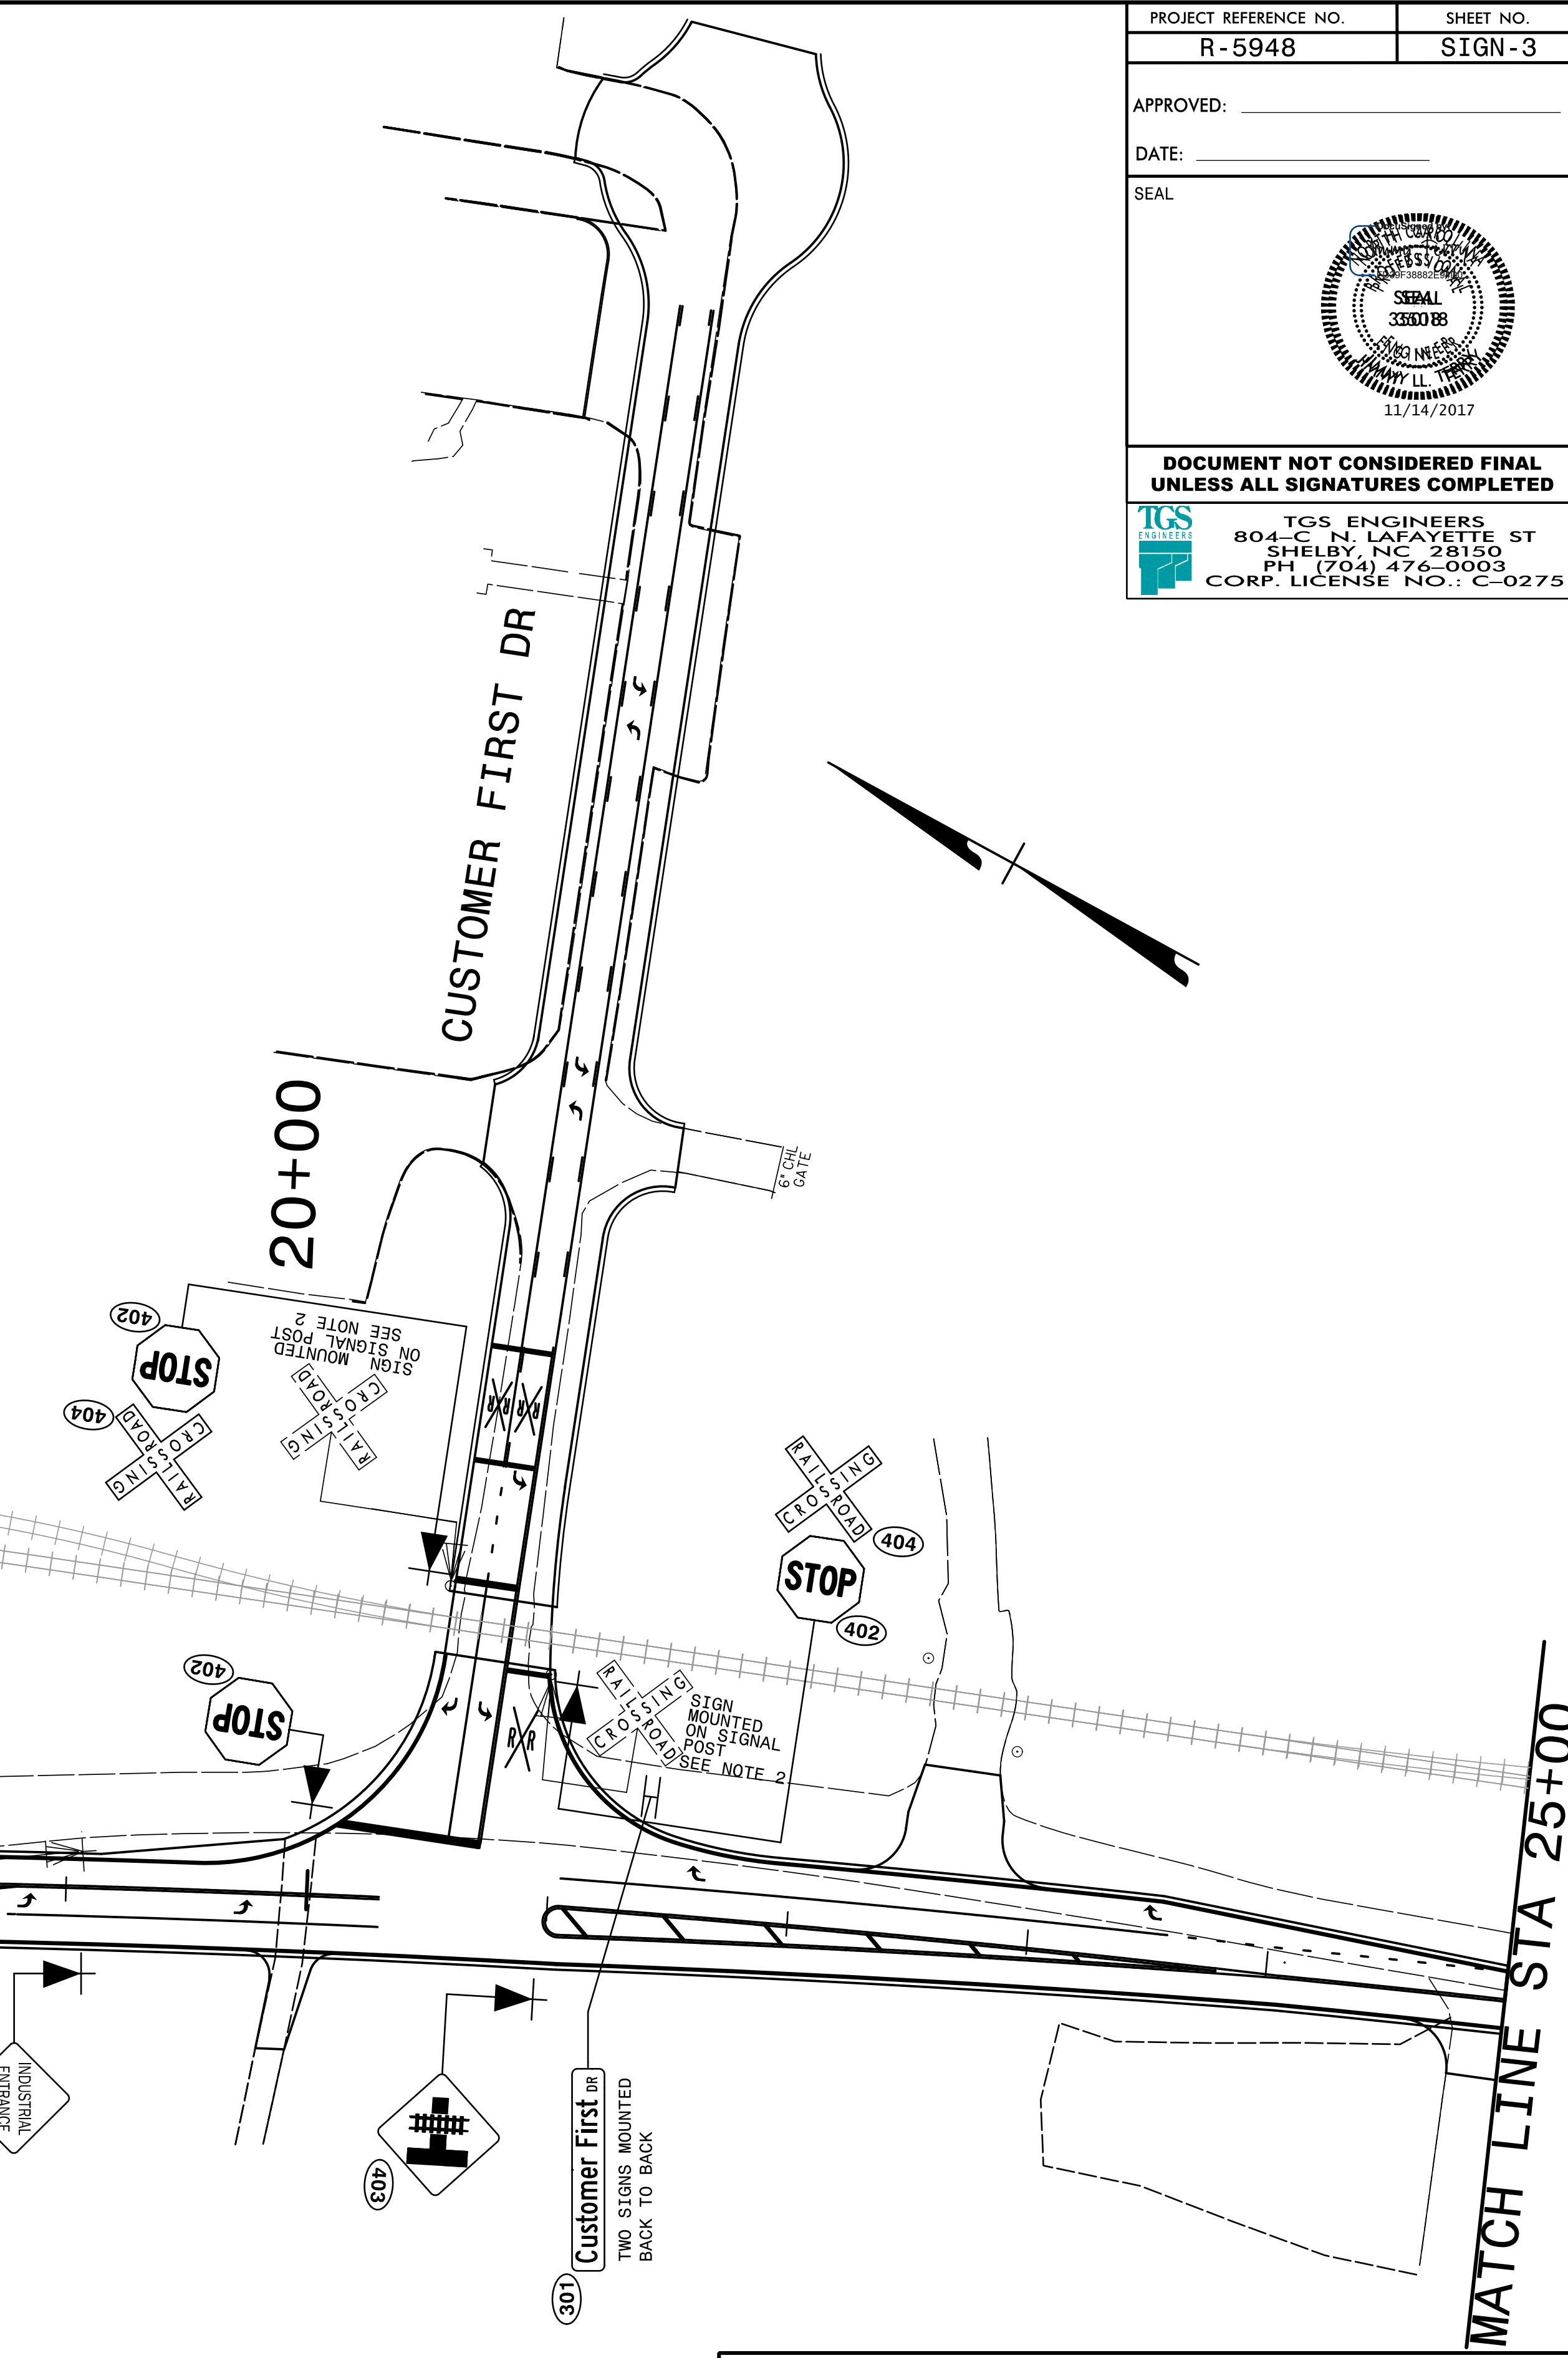 PROJECT REFERENCE NO.
SHEET NO.
R-5948
SIGN-3
APPROVED:
DATE:
SEAL
SEAL
11/14/2017
DOCUMENT NOT CONSIDERED FINAL
UNLESS ALL SIGNATURES COMPLETED
TGS
ENGINEERS
TGS ENGINEERS
804-C N. LAFAYETTE ST
SHELBY, NC 28150
PH (704) 476-0003
CORP. LICENSE NO.: C-0275
CUSTOMER FIRST DR
20+00
6" CHL
GATE
402
STOP
404
RAILROAD
CROSSING
SIGN MOUNTED
ON SIGNAL POST
SEE NOTE 2
RAILROAD
CROSSING
R R
R R
RAILROAD
CROSSING
404
STOP
402
402
STOP
R R
RAILROAD
CROSSING
SIGN
MOUNTED
ON SIGNAL
POST
SEE NOTE 2
INDUSTRIAL
ENTRANCE
403
Customer First DR
301
TWO SIGNS MOUNTED
BACK TO BACK
MATCH LINE STA 25+00